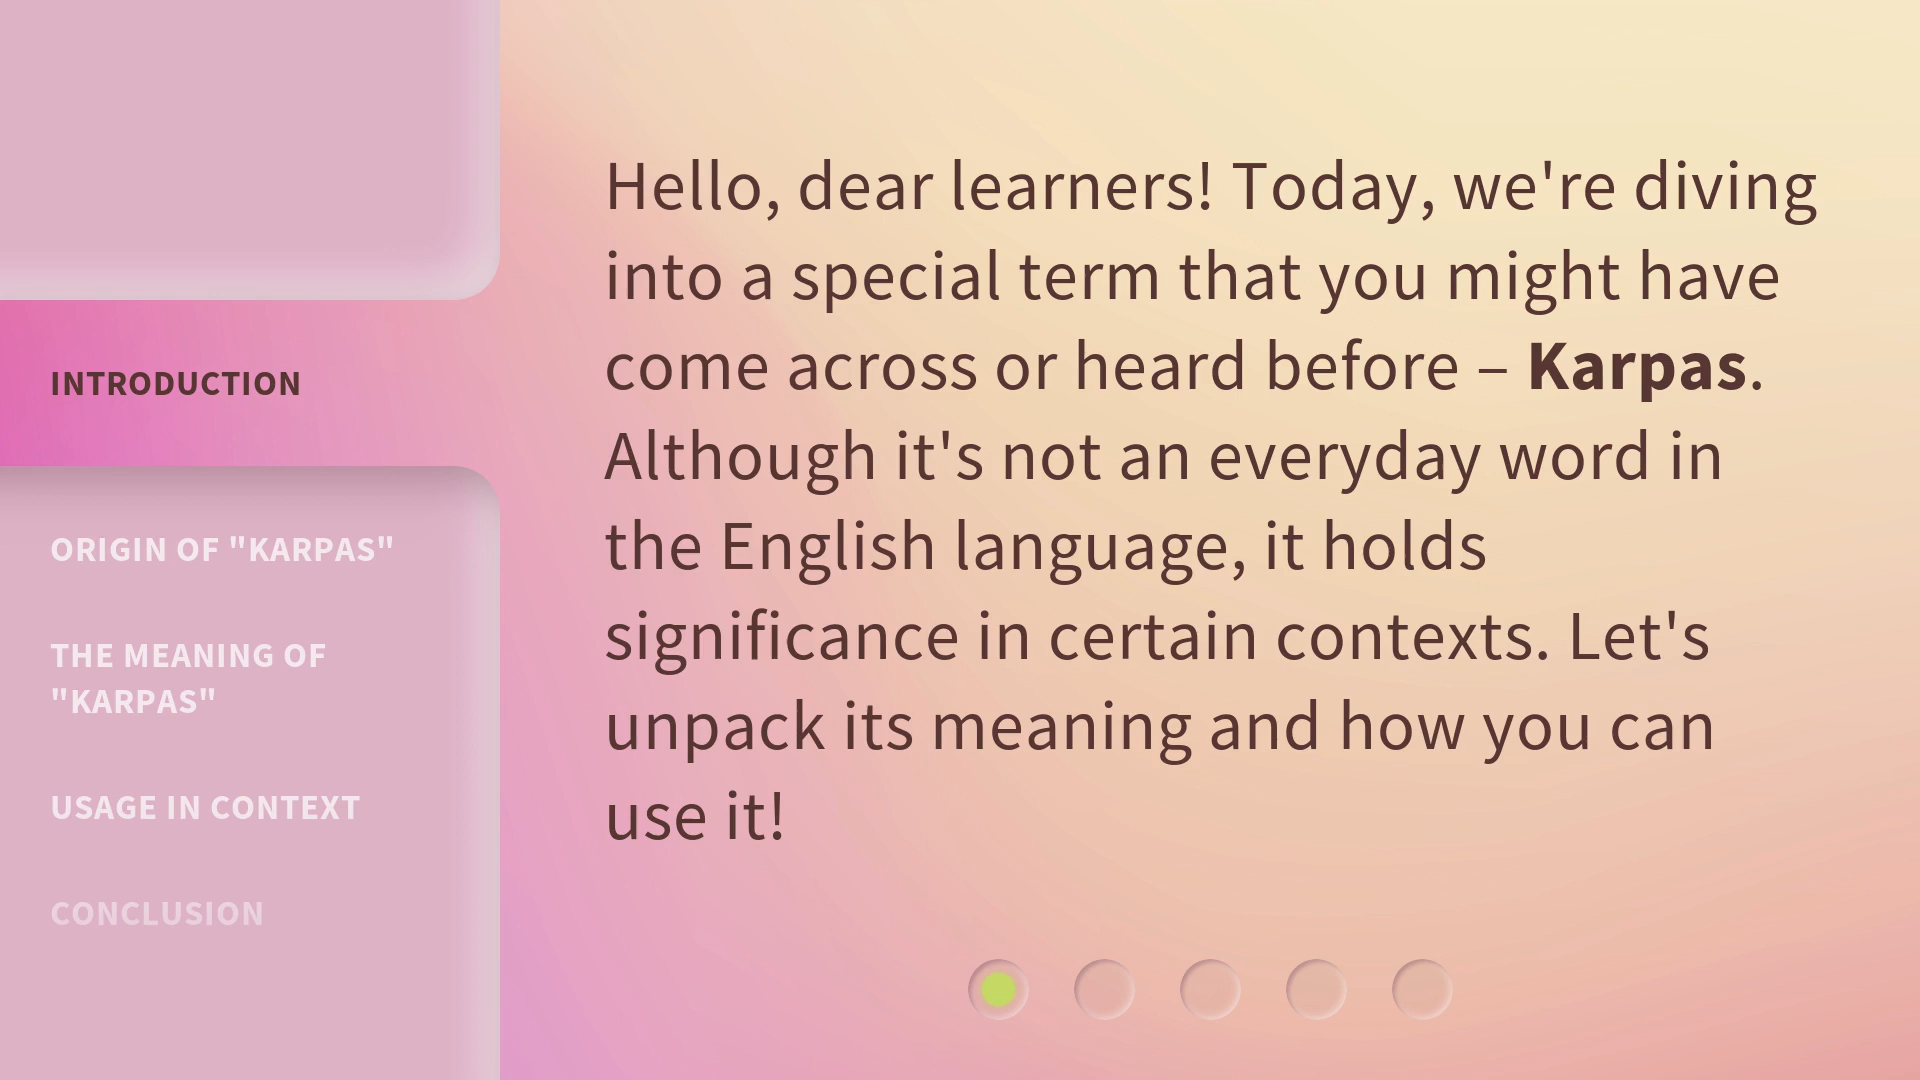 INTRODUCTION
ORIGIN OF "KARPAS"
THE MEANING OF
"KARPAS"
USAGE IN CONTEXT
CONCLUSION
Hello, dear learners! Today, we're diving
into a special term that you might have
come across or heard before – Karpas.
Although it's not an everyday word in
the English language, it holds
significance in certain contexts. Let's
unpack its meaning and how you can
use it!